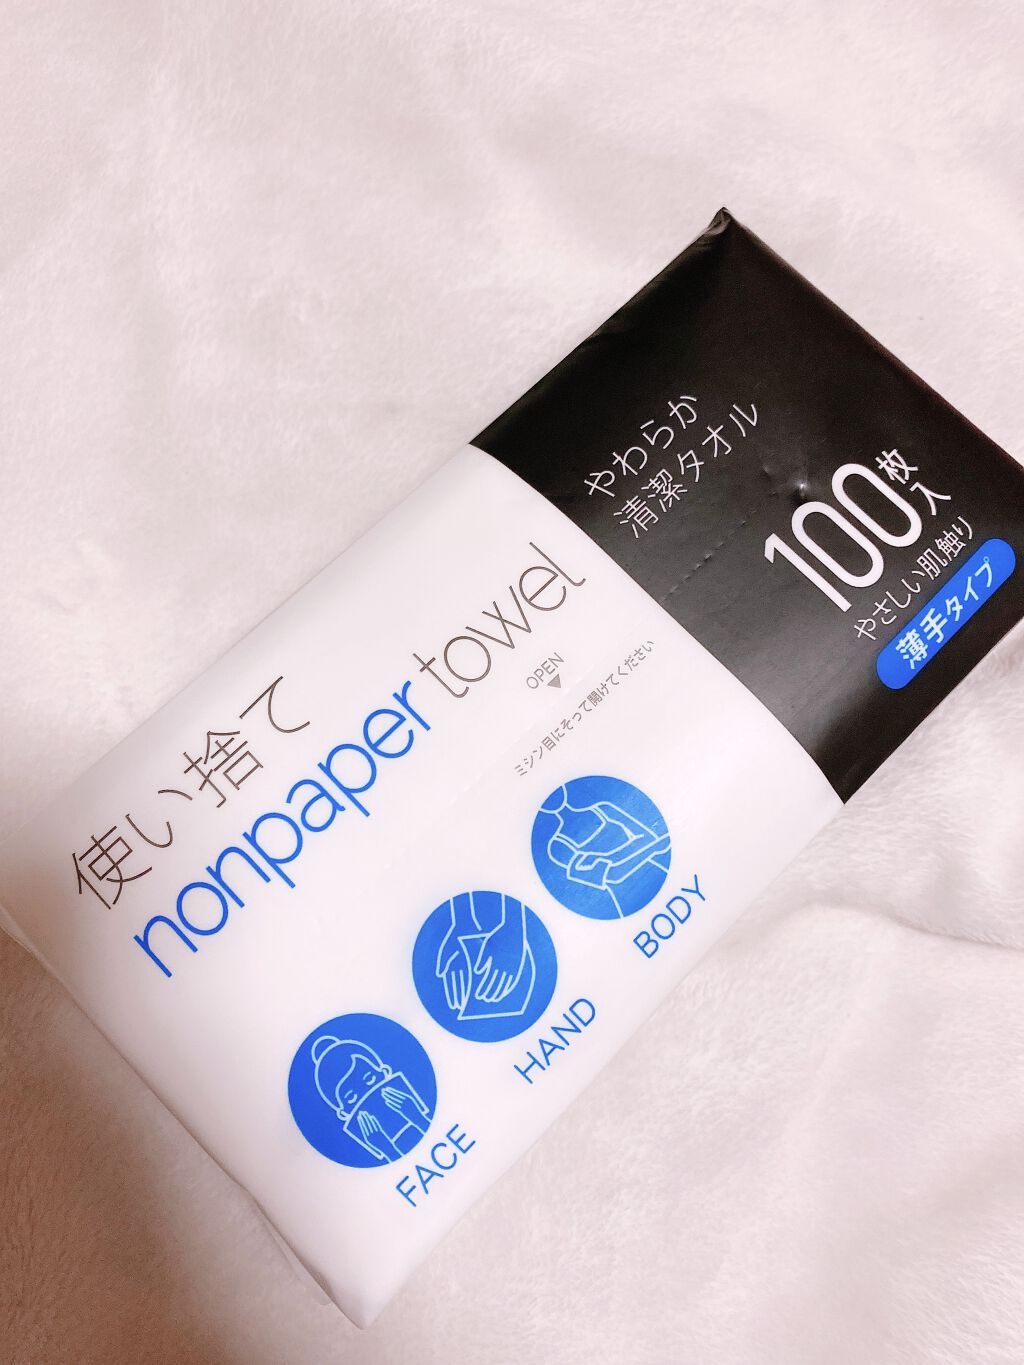 やわらか
清潔タオル
100枚入
やさしい肌触り
薄手タイプ
使い捨て
nonpaper towel
OPEN
ミシン目にそって開けてください
FACE
HAND
BODY